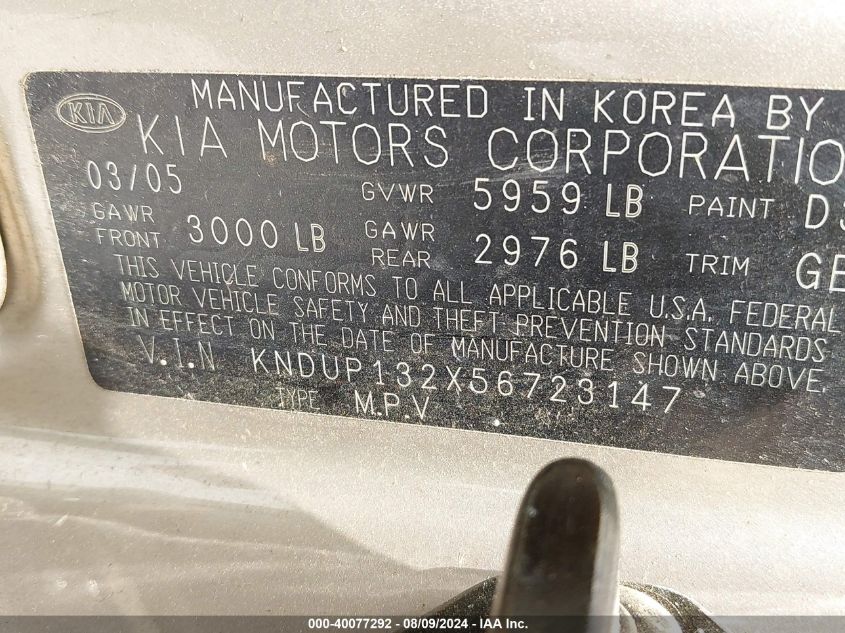 MANUFACTURED IN KOREA BY
KIA
KIA MOTORS CORPORATION
03/05 GVWR 5959 LB PAINT
GAWR FRONT 3000 LB GAWR REAR 2976 LB TRIM
THIS VEHICLE CONFORMS TO ALL APPLICABLE U.S.A. FEDERAL
MOTOR VEHICLE SAFETY AND THEFT PREVENTION STANDARDS
IN EFFECT ON THE DATE OF MANUFACTURE SHOWN ABOVE.
V.I.N KNDUP132X56723147
TYPE M.P.V
000-40077292 - 08/09/2024 - IAA Inc.